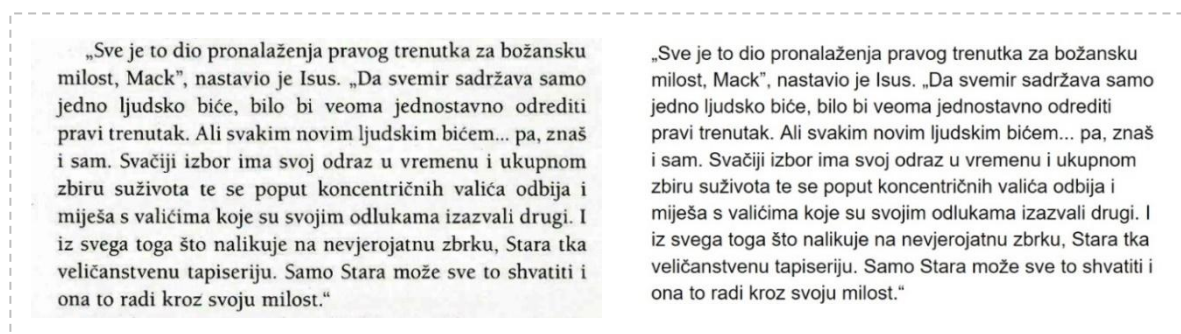 „Sve je to dio pronalaženja pravog trenutka za božansku
milost, Mack”, nastavio je Isus. „Da svemir sadržava samo
jedno ljudsko biće, bilo bi veoma jednostavno odrediti
pravi trenutak. Ali svakim novim ljudskim bićem... pa, znaš
i sam. Svačiji izbor ima svoj odraz u vremenu i ukupnom
zbiru suživota te se poput koncentričnih valića odbija i
miješa s valićima koje su svojim odlukama izazvali drugi. I
iz svega toga što nalikuje na nevjerojatnu zbrku, Stara tka
veličanstvenu tapiseriju. Samo Stara može sve to shvatiti i
ona to radi kroz svoju milost.“
„Sve je to dio pronalaženja pravog trenutka za božansku
milost, Mack”, nastavio je Isus. „Da svemir sadržava samo
jedno ljudsko biće, bilo bi veoma jednostavno odrediti
pravi trenutak. Ali svakim novim ljudskim bićem... pa, znaš
i sam. Svačiji izbor ima svoj odraz u vremenu i ukupnom
zbiru suživota te se poput koncentričnih valića odbija i
miješa s valićima koje su svojim odlukama izazvali drugi. I
iz svega toga što nalikuje na nevjerojatnu zbrku, Stara tka
veličanstvenu tapiseriju. Samo Stara može sve to shvatiti i
ona to radi kroz svoju milost.“